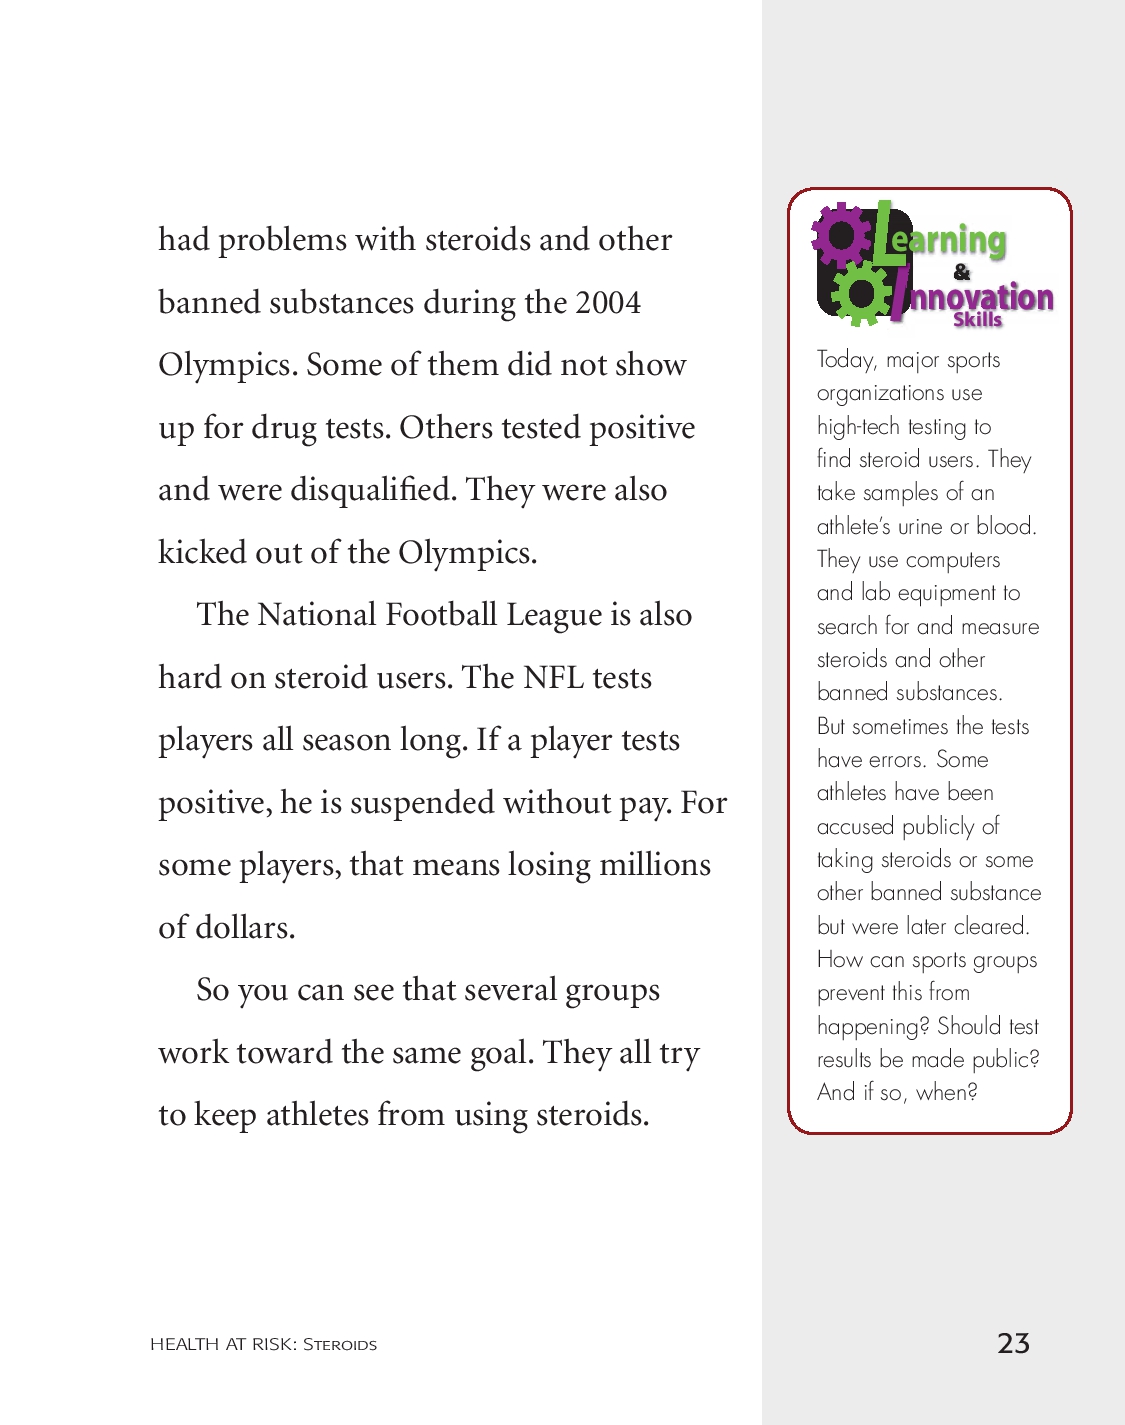 had problems with steroids and other
banned substances during the 2004
Olympics. Some of them did not show
up for drug tests. Others tested positive
and were disqualified. They were also
kicked out of the Olympics.
The National Football League is also
hard on steroid users. The NFL tests
players all season long. If a player tests
positive, he is suspended without pay. For
some players, that means losing millions
of dollars.
So you can see that several groups
work toward the same goal. They all try
to keep athletes from using steroids.
Learning
&
Innovation
Skills
Today, major sports
organizations use
high-tech testing to
find steroid users. They
take samples of an
athlete’s urine or blood.
They use computers
and lab equipment to
search for and measure
steroids and other
banned substances.
But sometimes the tests
have errors. Some
athletes have been
accused publicly of
taking steroids or some
other banned substance
but were later cleared.
How can sports groups
prevent this from
happening? Should test
results be made public?
And if so, when?
HEALTH AT RISK: Steroids
23